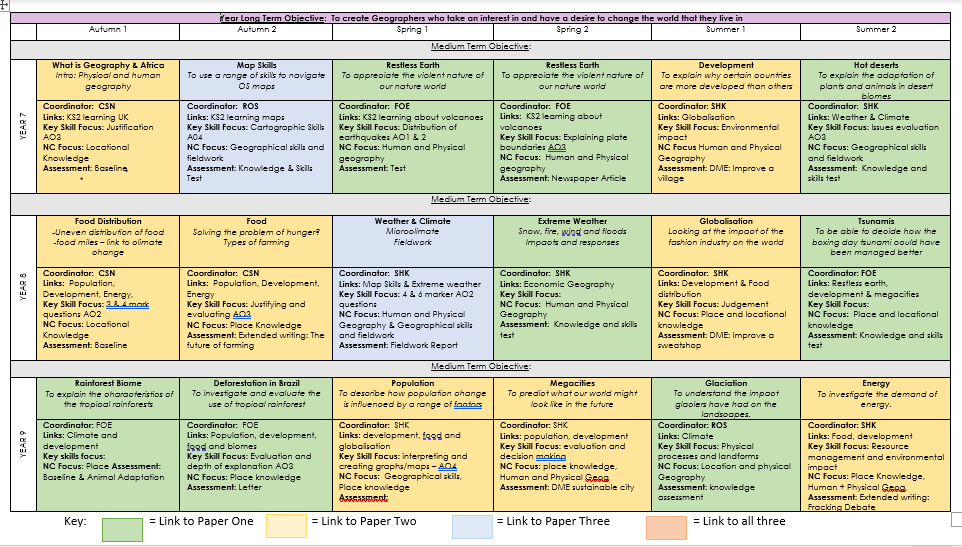 Year Long Term Objective: To create Geographers who take an interest in and have a desire to change the world that they live in
Autumn 1
Autumn 2
Spring 1
Spring 2
Summer 1
Summer 2
Medium Term Objective:
YEAR 7
What is Geography & Africa
Intro: Physical and human
geography
Map Skills
To use a range of skills to navigate
OS maps
Restless Earth
To appreciate the violent nature of
our nature world
Restless Earth
To appreciate the violent nature of
our nature world
Development
To explain why certain countries
are more developed than others
Hot deserts
To explain the adaptation of
plants and animals in desert
biomes
Coordinator: CSN
Links: KS2 learning UK
Key Skill Focus: Justification
AO3
NC Focus: Locational
Knowledge
Assessment: Baseline
•
Coordinator: ROS
Links: KS2 learning maps
Key Skill Focus: Cartographic Skills
A04
NC Focus: Geographical skills and
fieldwork
Assessment: Knowledge & Skills
Test
Coordinator: FOE
Links: KS2 learning about volcanoes
Key Skill Focus: Distribution of
earthquakes AO1 & 2
NC Focus: Human and Physical
geography
Assessment: Test
Coordinator: FOE
Links: KS2 learning about
volcanoes
Key Skill Focus: Explaining plate
boundaries AO3
NC Focus: Human and Physical
geography
Assessment: Newspaper Article
Coordinator: SHK
Links: Globalisation
Key Skill Focus: Environmental
impact
NC Focus Human and Physical
Geography
Assessment: DME: Improve a
village
Coordinator: SHK
Links: Weather & Climate
Key Skill Focus: Issues evaluation
AO3
NC Focus: Geographical skills
and fieldwork
Assessment: Knowledge and
skills test
Medium Term Objective:
YEAR 8
Food Distribution
-Uneven distribution of food
-food miles – link to climate
change
Food
Solving the problem of hunger?
Types of farming
Weather & Climate
Microclimate
Fieldwork
Extreme Weather
Snow, fire, wind and floods
Impacts and responses
Globalisation
Looking at the impact of the
fashion industry on the world
Tsunamis
To be able to decide how the
boxing day tsunami could have
been managed better
Coordinator: CSN
Links: Population,
Development, Energy,
Key Skill Focus: 3 & 4 mark
questions AO2
NC Focus: Locational
Knowledge
Assessment: Baseline
Coordinator: CSN
Links: Population, Development,
Energy
Key Skill Focus: Justifying and
evaluating AO3
NC Focus: Place Knowledge
Assessment: Extended writing: The
future of farming
Coordinator: SHK
Links: Map Skills & Extreme weather
Key Skill Focus: 4 & 6 marker AO2
questions
NC Focus: Human and Physical
Geography & Geographical skills
and fieldwork
Assessment: Fieldwork Report
Coordinator: SHK
Links: Economic Geography
Key Skill Focus:
NC Focus: Human and Physical
Geography
Assessment: Knowledge and skills
test
Coordinator: SHK
Links: Development & Food
distribution
Key Skill Focus: Judgement
NC Focus: Place and locational
knowledge
Assessment: DME: Improve a
sweatshop
Coordinator: FOE
Links: Restless earth,
development & megacities
Key Skill Focus:
NC Focus: Place and locational
knowledge
Assessment: Knowledge and skills
test
Medium Term Objective:
YEAR 9
Rainforest Biome
To explain the characteristics of
the tropical rainforests
Deforestation in Brazil
To investigate and evaluate the
use of tropical rainforest
Population
To describe how population change
is influenced by a range of factors
Megacities
To predict what our world might
look like in the future
Glaciation
To understand the impact
glaciers have had on the
landscapes.
Energy
To investigate the demand of
energy.
Coordinator: FOE
Links: Climate and
development
Key skills focus:
NC Focus: Place Assessment:
Baseline & Animal Adaptation
Coordinator: FOE
Links: Population, development,
food and biomes
Key Skill Focus: Evaluation and
depth of explanation AO3
NC Focus: Place knowledge
Assessment: Letter
Coordinator: SHK
Links: development, food and
globalisation
Key Skill Focus: interpreting and
creating graphs/maps – AO4
NC Focus: Geographical skills,
Place knowledge
Assessment:
Coordinator: SHK
Links: population, development
Key Skill Focus: evaluation and
decision making
NC Focus: place knowledge,
Human and Physical Geog
Assessment: DME sustainable city
Coordinator: ROS
Links: Climate
Key Skill Focus: Physical
processes and landforms
NC Focus: Location and physical
Geography
Assessment: knowledge
assessment
Coordinator: SHK
Links: Food, development
Key Skill Focus: Resource
management and environmental
impact
NC Focus: Place Knowledge,
Human + Physical Geog
Assessment: Extended writing:
Fracking Debate
Key:
= Link to Paper One
= Link to Paper Two
= Link to Paper Three
= Link to all three